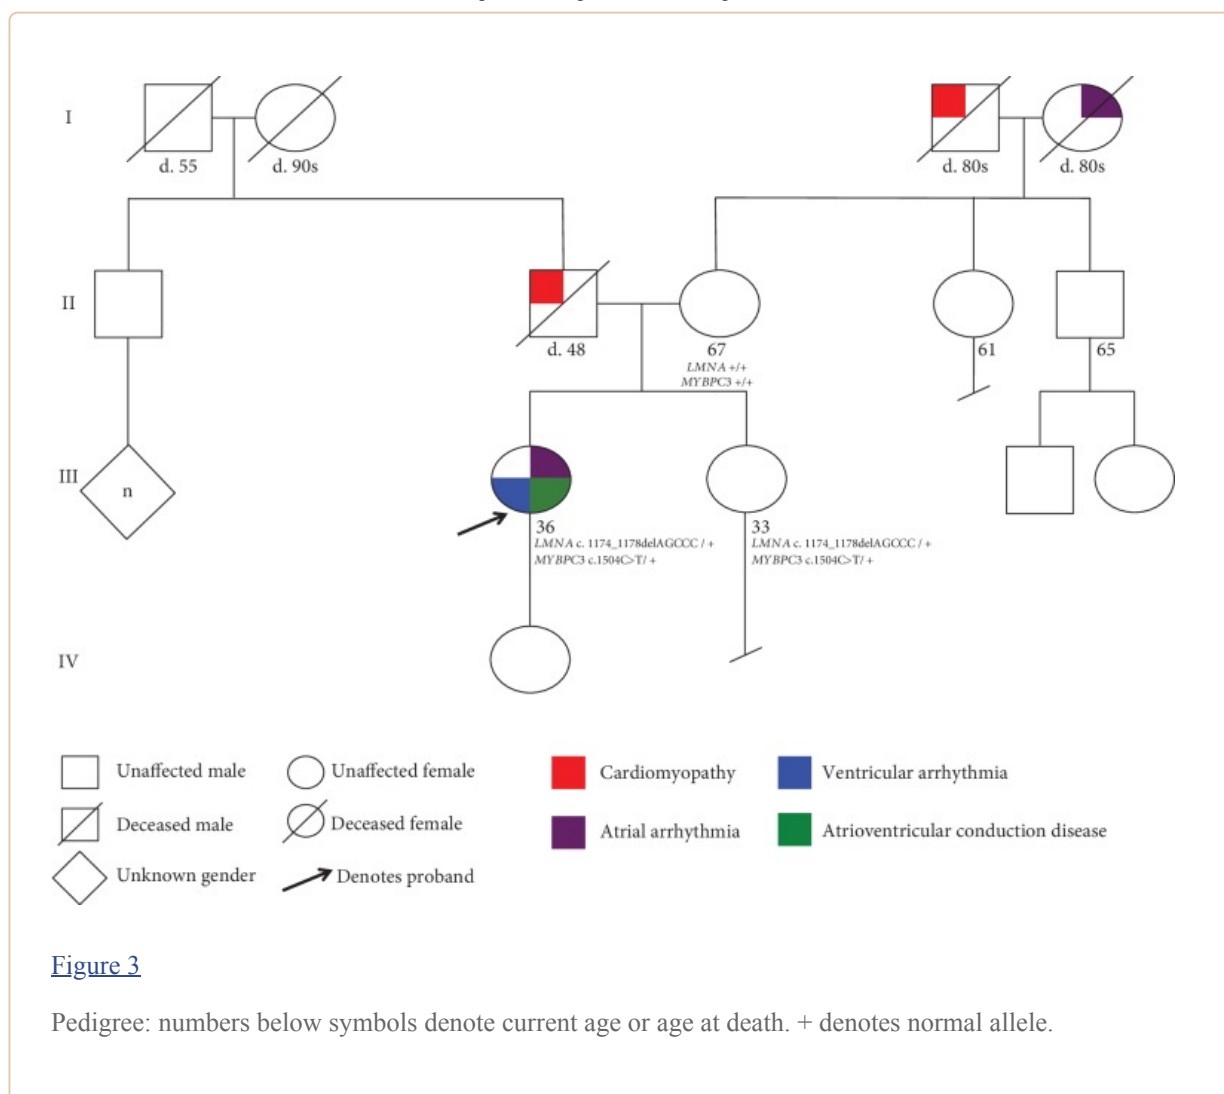 I
d. 55
d. 90s
d. 80s
d. 80s
II
d. 48
67
LMNA +/+
MYBPC3 +/+
61
65
III
n
36
LMNA c. 1174_1178delAGCCC / +
MYBPC3 c.1504C>T/ +
33
LMNA c. 1174_1178delAGCCC / +
MYBPC3 c.1504C>T/ +
IV
Unaffected male
Unaffected female
Cardiomyopathy
Ventricular arrhythmia
Deceased male
Deceased female
Atrial arrhythmia
Atrioventricular conduction disease
Unknown gender
Denotes proband
Figure 3
Pedigree: numbers below symbols denote current age or age at death. + denotes normal allele.